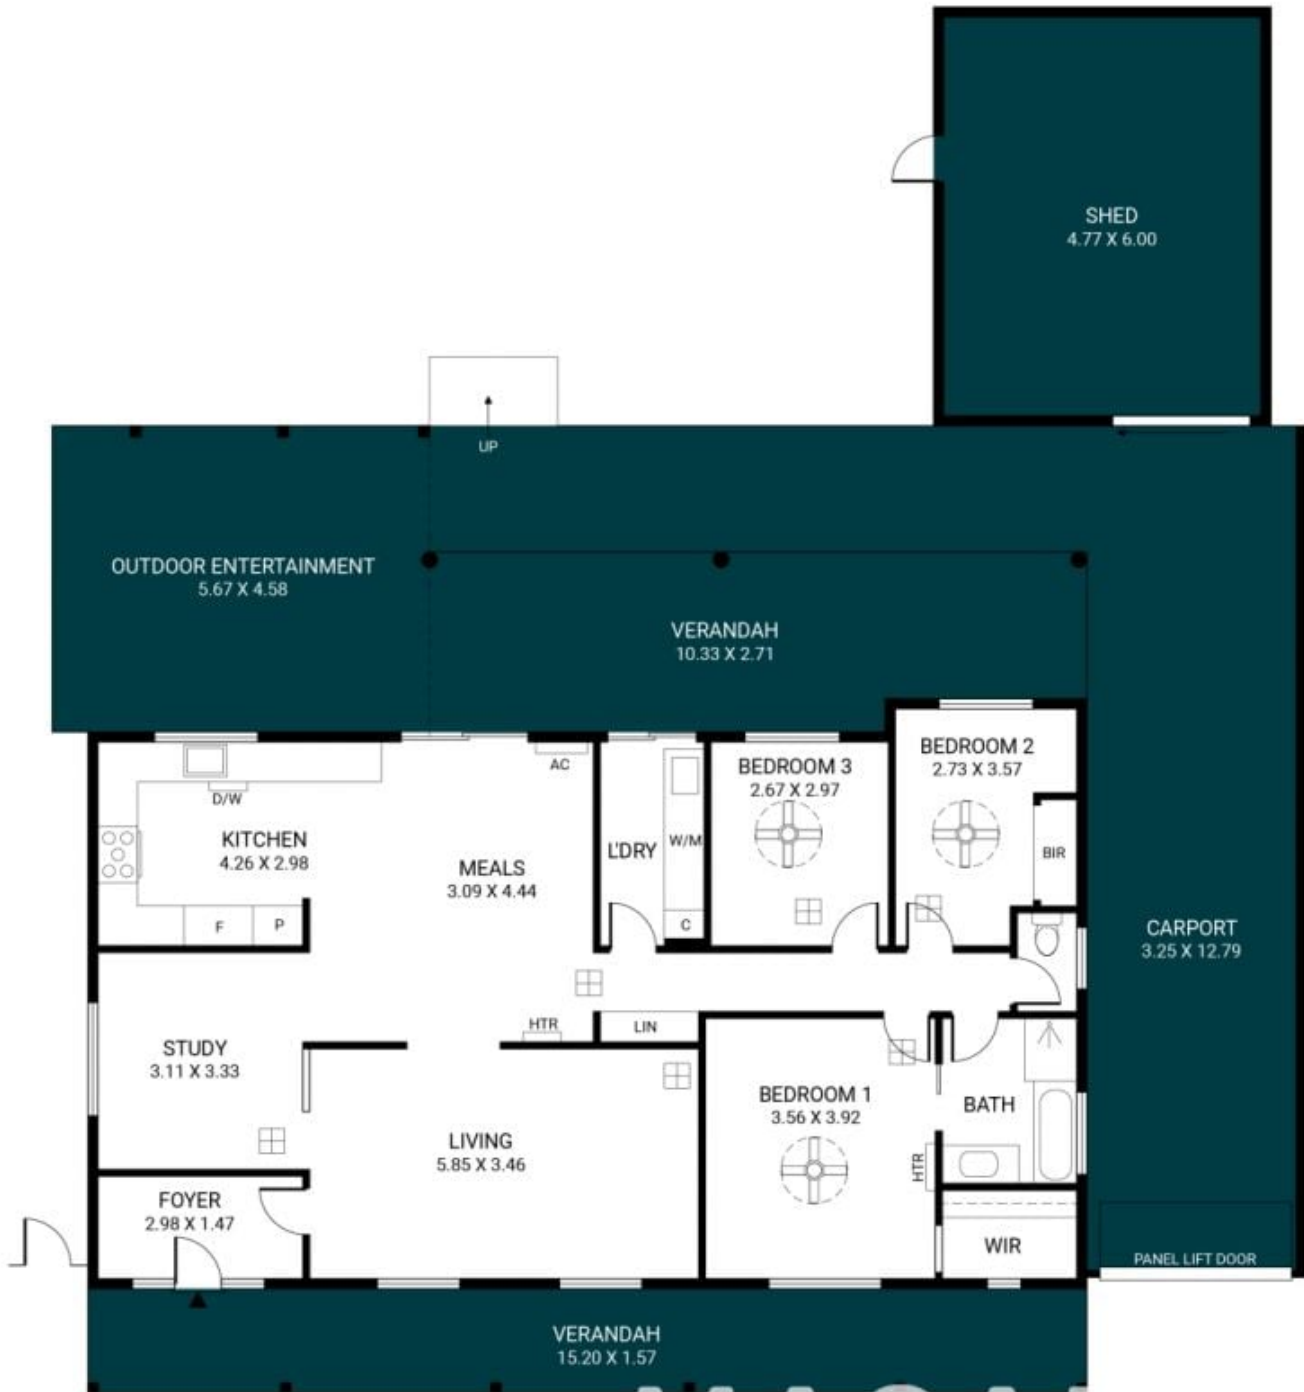 SHED
4.77 X 6.00
UP
OUTDOOR ENTERTAINMENT
5.67 X 4.58
VERANDAH
10.33 X 2.71
AC
D/W
KITCHEN
4.26 X 2.98
F
P
MEALS
3.09 X 4.44
L'DRY
W/M
C
BEDROOM 3
2.67 X 2.97
BEDROOM 2
2.73 X 3.57
BIR
CARPORT
3.25 X 12.79
HTR
LIN
STUDY
3.11 X 3.33
LIVING
5.85 X 3.46
BEDROOM 1
3.56 X 3.92
HTR
BATH
FOYER
2.98 X 1.47
WIR
PANEL LIFT DOOR
VERANDAH
15.20 X 1.57